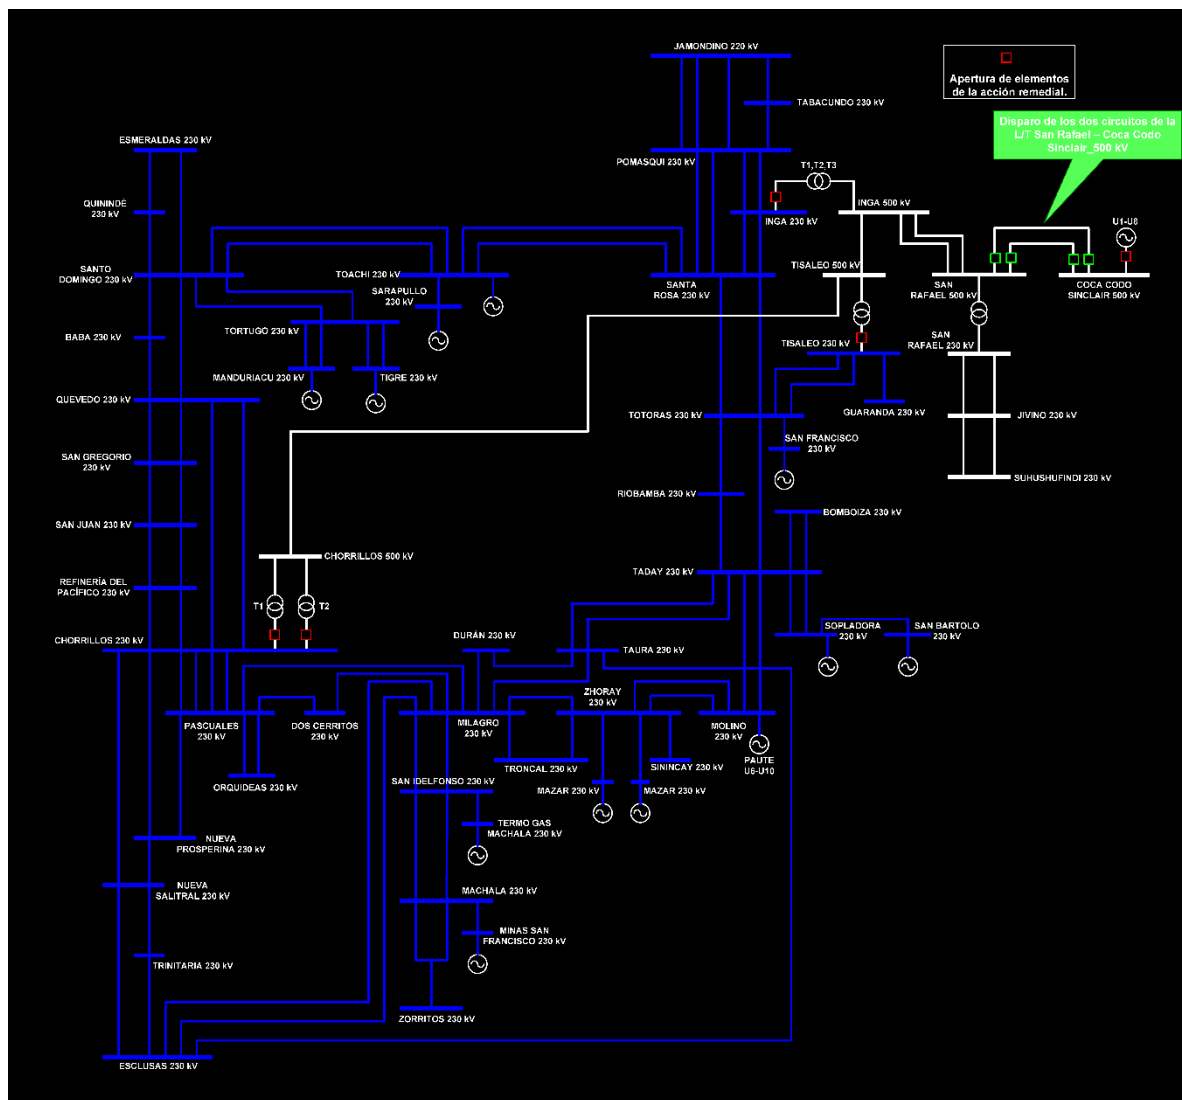 JAMONDINO 220 kV
Apertura de elementos
de la acción remedial.
TABACUNDO 230 kV
Disparo de los dos circuitos de la
L/T San Rafael – Coca Codo
Sinclair_500 kV
ESMERALDAS 230 kV
POMASQUI 230 kV
T1,T2,T3
QUININDÉ
230 kV
INGA 230 kV
INGA 500 kV
U1-U8
SANTO
DOMINGO 230 kV
TOACHI 230 kV
SARAPULLO
230 kV
SANTA
ROSA 230 kV
TISALEO 500 kV
SAN
RAFAEL 500 kV
COCA CODO
SINCLAIR 500 kV
BABA 230 kV
TORTUGO 230 kV
TISALEO 230 kV
SAN
RAFAEL 230 kV
MANDURIACU 230 kV
TIGRE 230 kV
QUEVEDO 230 kV
TOTORAS 230 kV
GUARANDA 230 kV
JIVINO 230 kV
SAN GREGORIO
230 kV
SAN FRANCISCO
230 kV
SUHUSHUFINDI 230 kV
RIOBAMBA 230 kV
SAN JUAN 230 kV
BOMBOIZA 230 kV
CHORRILLOS 500 kV
REFINERÍA DEL
PACÍFICO 230 kV
TADAY 230 kV
T1
T2
CHORRILLOS 230 kV
DURÁN 230 kV
TAURA 230 kV
SOPLADORA
230 kV
SAN BARTOLO
230 kV
ZHORAY
230 kV
PASCUALES
230 kV
DOS CERRITOS
230 kV
MILAGRO
230 kV
MOLINO
230 kV
PAUTE
U6-U10
TRONCAL 230 kV
SININCAY 230 kV
ORQUIDEAS 230 kV
SAN IDELFONSO 230 kV
MAZAR 230 kV
MAZAR 230 kV
TERMO GAS
MACHALA 230 kV
NUEVA
PROSPERINA 230 kV
NUEVA
SALITRAL 230 kV
MACHALA 230 kV
MINAS SAN
FRANCISCO 230 kV
TRINITARIA 230 kV
ZORRITOS 230 kV
ESCLUSAS 230 kV